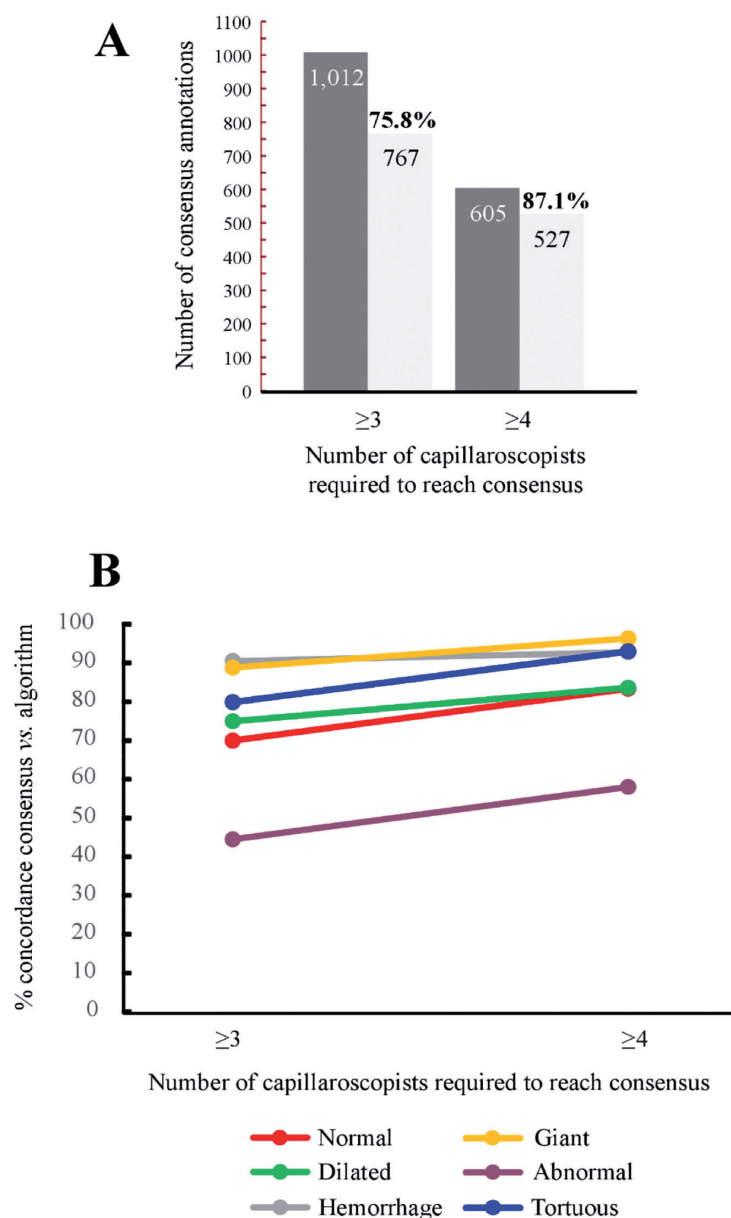 A
Number of consensus annotations
1100
1000
900
800
700
600
500
400
300
200
100
0
1,012
75.8%
767
605
87.1%
527
≥3
≥4
Number of capillaroscopists
required to reach consensus
B
% concordance consensus vs. algorithm
100
90
80
70
60
50
40
30
20
10
0
≥3
≥4
Number of capillaroscopists required to reach consensus
Normal
Giant
Dilated
Abnormal
Hemorrhage
Tortuous